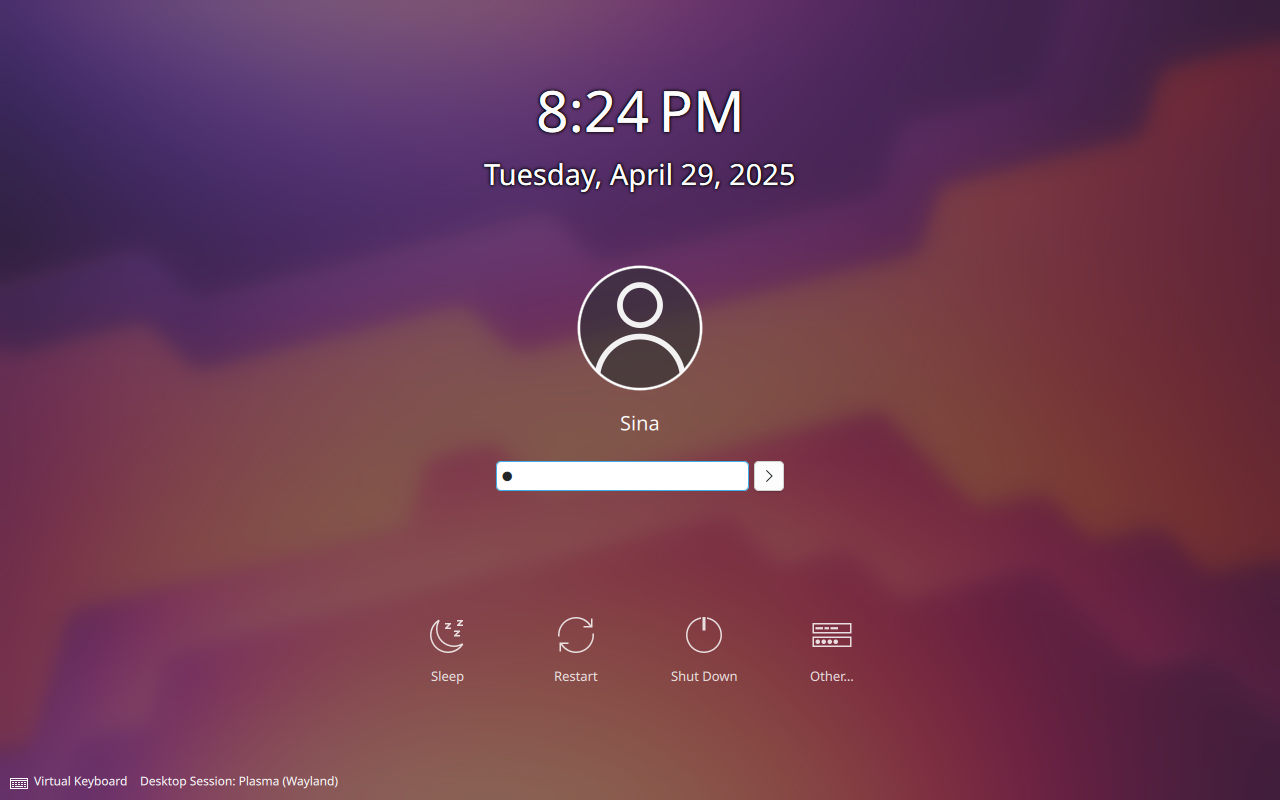 8:24 PM
Tuesday, April 29, 2025
Sina
Sleep
Restart
Shut Down
Other...
Virtual Keyboard
Desktop Session: Plasma (Wayland)